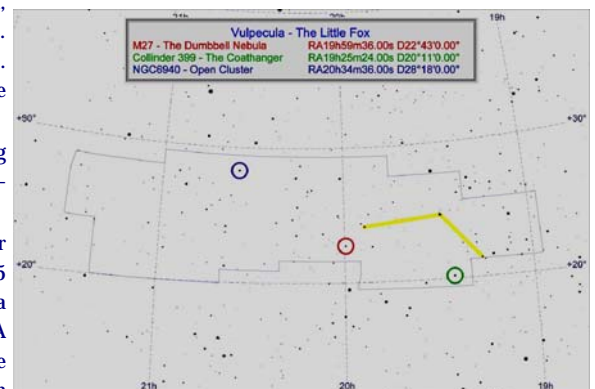 21h 20h 19h
Vulpecula - The Little Fox
M27 - The Dumbbell Nebula RA19h59m36.00s D22°43'0.00"
Collinder 399 - The Coathanger RA19h25m24.00s D20°11'0.00"
NGC6940 - Open Cluster RA20h34m36.00s D28°18'0.00"
+30° +30°
+20° +20°
21h 20h 19h